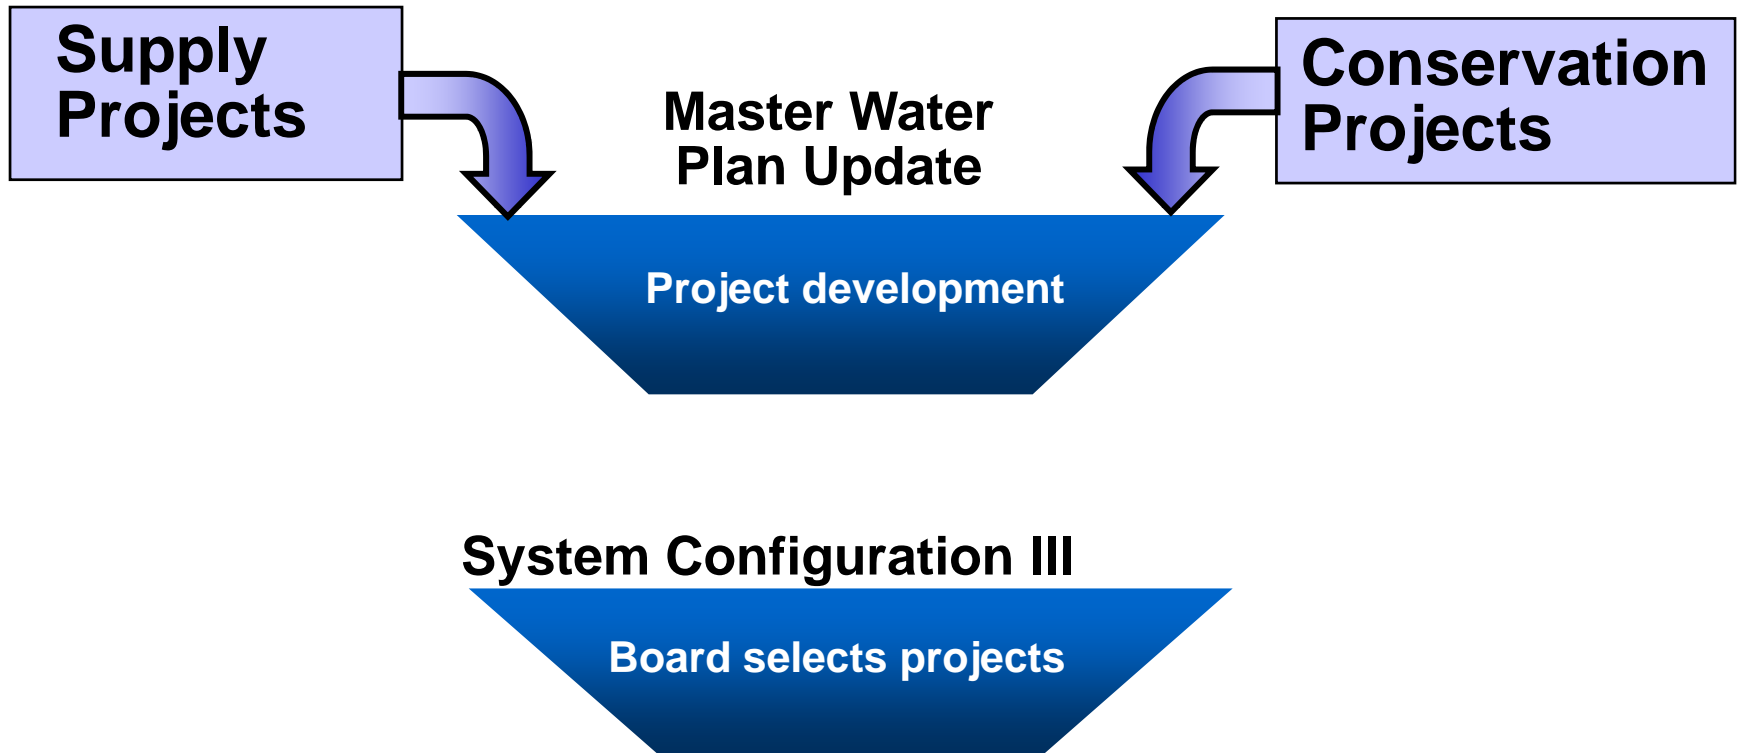 Supply
Projects
Conservation
Projects
Master Water
Plan Update
Project development
System Configuration III
Board selects projects